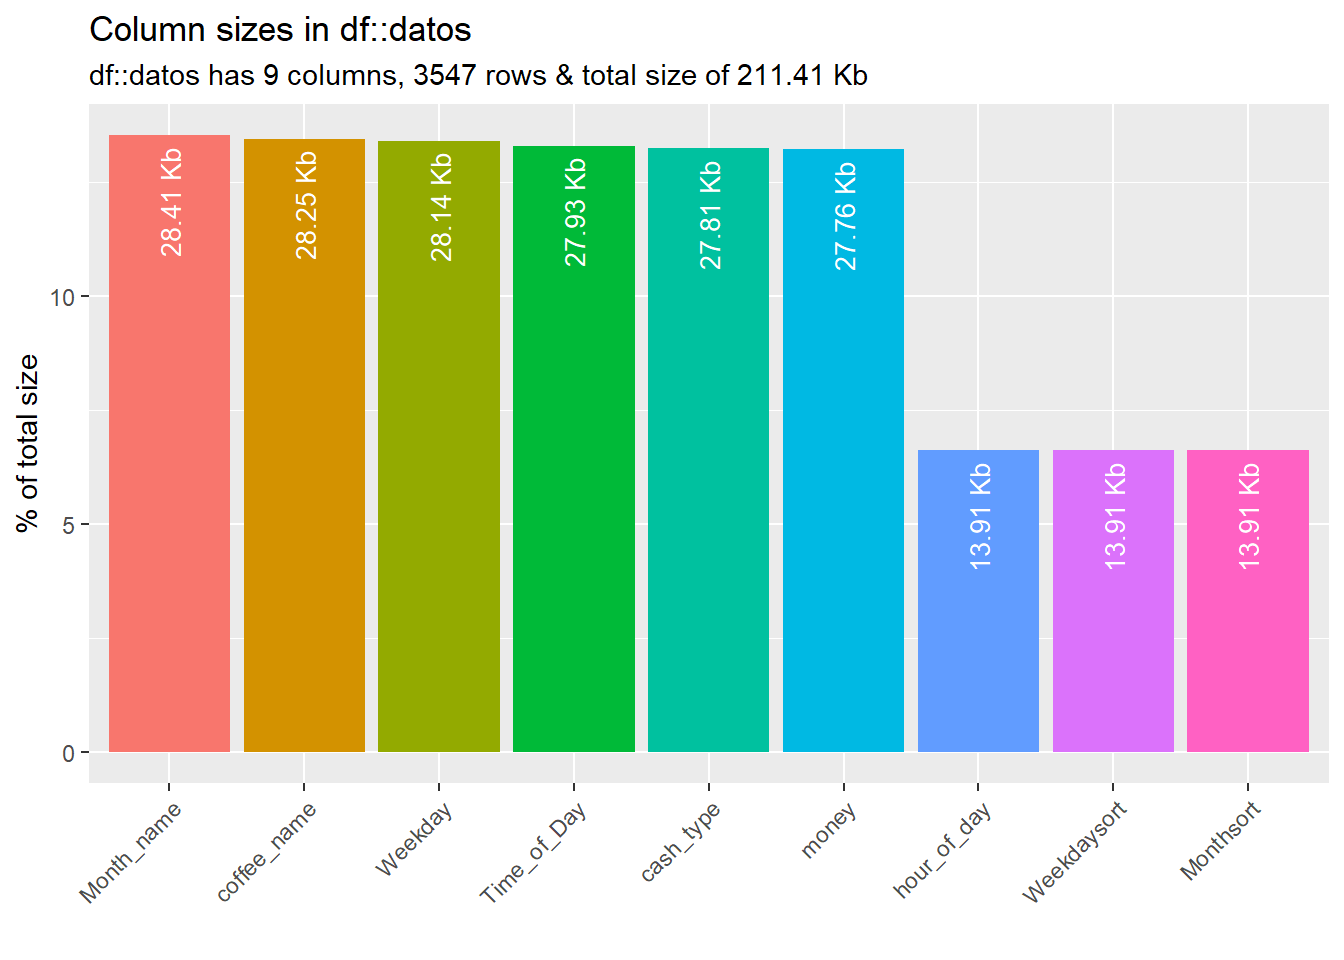 Column sizes in df::datos
df::datos has 9 columns, 3547 rows & total size of 211.41 Kb
% of total size
10
5
0
28.41 Kb
28.25 Kb
28.14 Kb
27.93 Kb
27.81 Kb
27.76 Kb
13.91 Kb
13.91 Kb
13.91 Kb
Month_name
coffee_name
Weekday
Time_of_Day
cash_type
money
hour_of_day
Weekdaysort
Monthsort